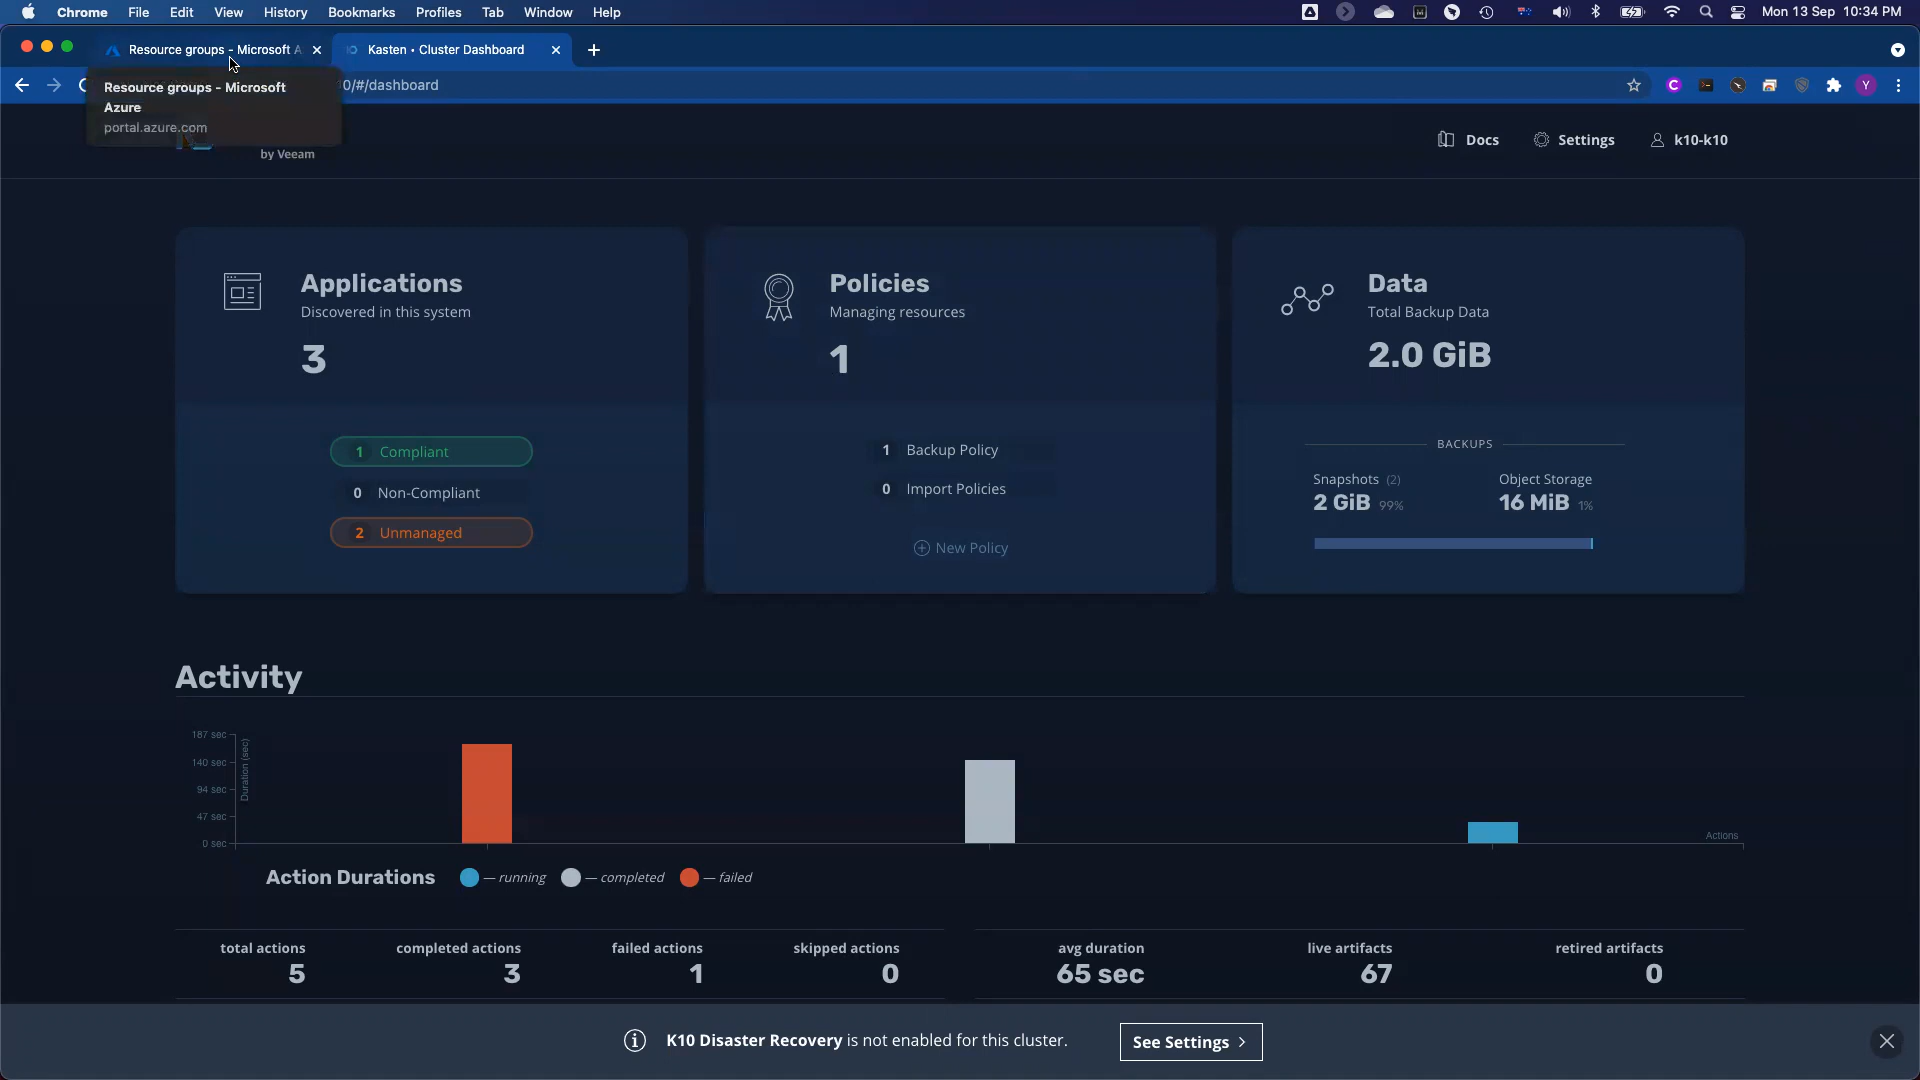 Chrome File Edit View History Bookmarks Profiles Tab Window Help
Mon 13 Sep 10:34 PM
Resource groups - Microsoft A
Kasten • Cluster Dashboard
Resource groups - Microsoft
Azure
portal.azure.com
0/#/dashboard
Y
by Veeam
Docs
Settings
k10-k10
Applications
Discovered in this system
3
1 Compliant
0 Non-Compliant
2 Unmanaged
Policies
Managing resources
1
1 Backup Policy
0 Import Policies
New Policy
Data
Total Backup Data
2.0 GiB
BACKUPS
Snapshots (2)
2 GiB 99%
Object Storage
16 MiB 1%
Activity
187 sec
140 sec
94 sec
47 sec
0 sec
Duration (sec)
Actions
Action Durations — running — completed — failed
total actions
5
completed actions
3
failed actions
1
skipped actions
0
avg duration
65 sec
live artifacts
67
retired artifacts
0
K10 Disaster Recovery is not enabled for this cluster.
See Settings >